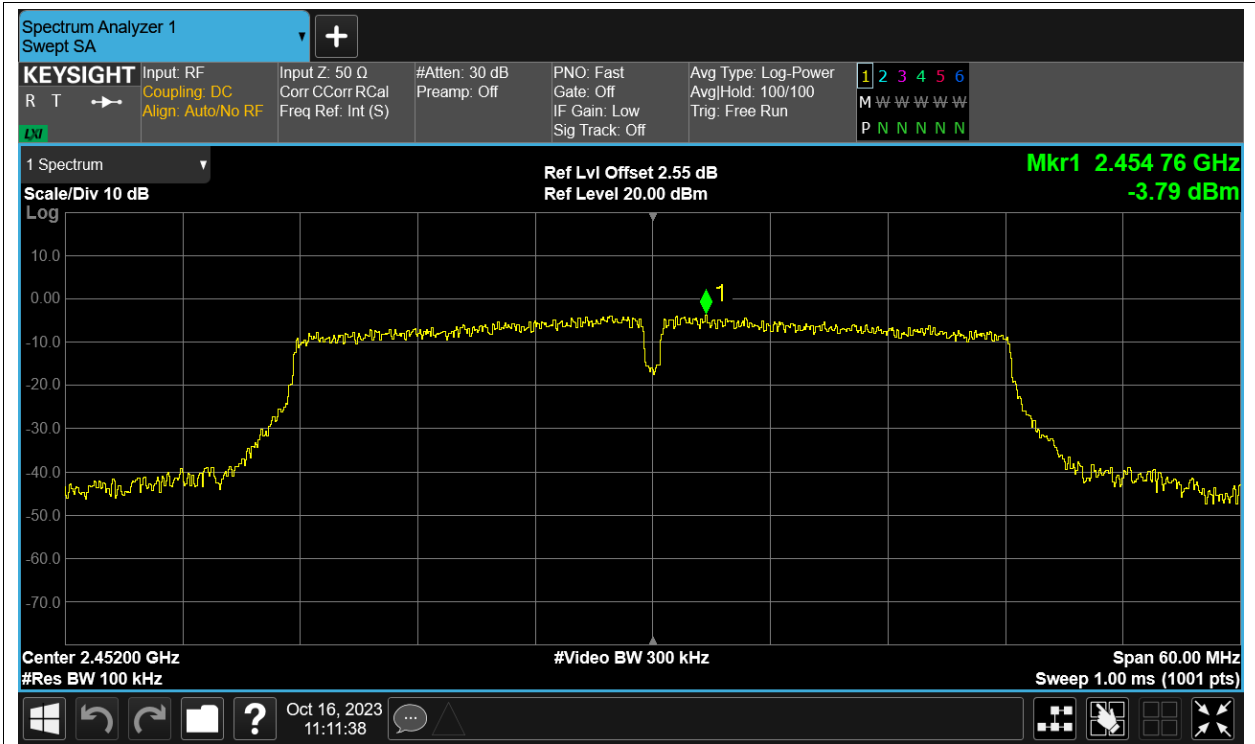 Spectrum Analyzer 1
Swept SA
KEYSIGHT
R T
LXI
Input: RF
Coupling: DC
Align: Auto/No RF
Input Z: 50 Ω
Corr CCorr RCal
Freq Ref: Int (S)
#Atten: 30 dB
Preamp: Off
PNO: Fast
Gate: Off
IF Gain: Low
Sig Track: Off
Avg Type: Log-Power
Avg|Hold: 100/100
Trig: Free Run
1 2 3 4 5 6
M W W W W W
P N N N N N
1 Spectrum
Scale/Div 10 dB
Log
Ref Lvl Offset 2.55 dB
Ref Level 20.00 dBm
Mkr1 2.454 76 GHz
-3.79 dBm
10.0
0.00
-10.0
-20.0
-30.0
-40.0
-50.0
-60.0
-70.0
1
Center 2.45200 GHz
#Res BW 100 kHz
#Video BW 300 kHz
Span 60.00 MHz
Sweep 1.00 ms (1001 pts)
?
Oct 16, 2023
11:11:38